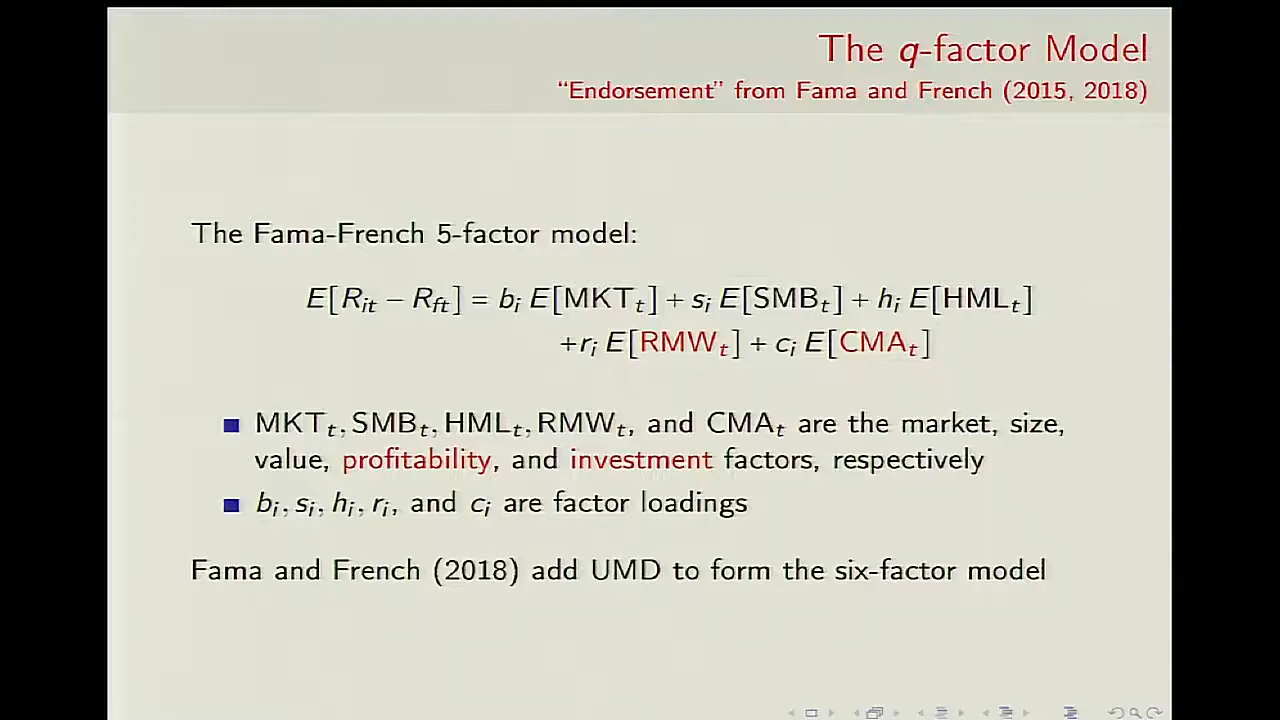 The q-factor Model
“Endorsement” from Fama and French (2015, 2018)
The Fama-French 5-factor model:
E[R_it − R_ft] = b_i E[MKT_t] + s_i E[SMB_t] + h_i E[HML_t]
+r_i E[RMW_t] + c_i E[CMA_t]
MKT_t, SMB_t, HML_t, RMW_t, and CMA_t are the market, size,
value, profitability, and investment factors, respectively
b_i, s_i, h_i, r_i, and c_i are factor loadings
Fama and French (2018) add UMD to form the six-factor model